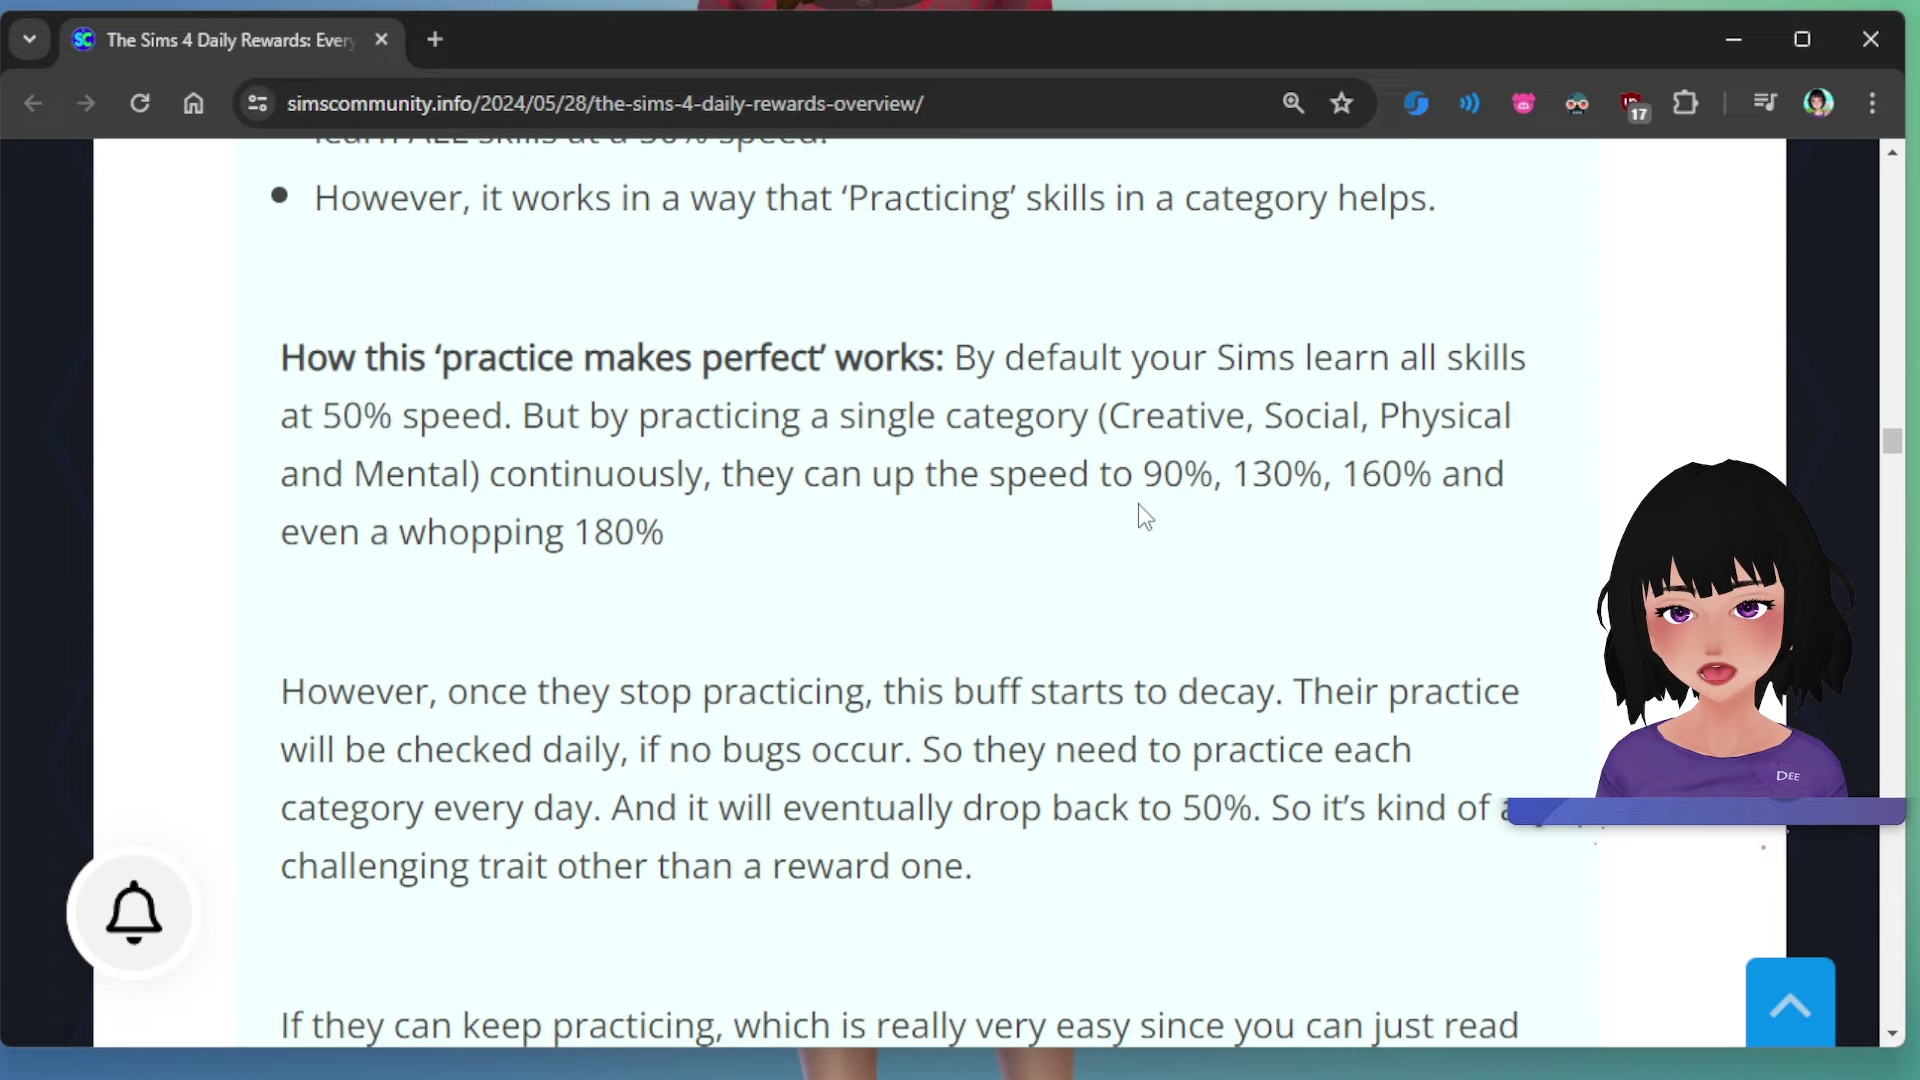 The Sims 4 Daily Rewards: Every
simscommunity.info/2024/05/28/the-sims-4-daily-rewards-overview/
17
learn ALL skills at a 50% speed.
However, it works in a way that ‘Practicing’ skills in a category helps.
How this ‘practice makes perfect’ works: By default your Sims learn all skills
at 50% speed. But by practicing a single category (Creative, Social, Physical
and Mental) continuously, they can up the speed to 90%, 130%, 160% and
even a whopping 180%
However, once they stop practicing, this buff starts to decay. Their practice
will be checked daily, if no bugs occur. So they need to practice each
category every day. And it will eventually drop back to 50%. So it’s kind of a
challenging trait other than a reward one.
If they can keep practicing, which is really very easy since you can just read
DEE